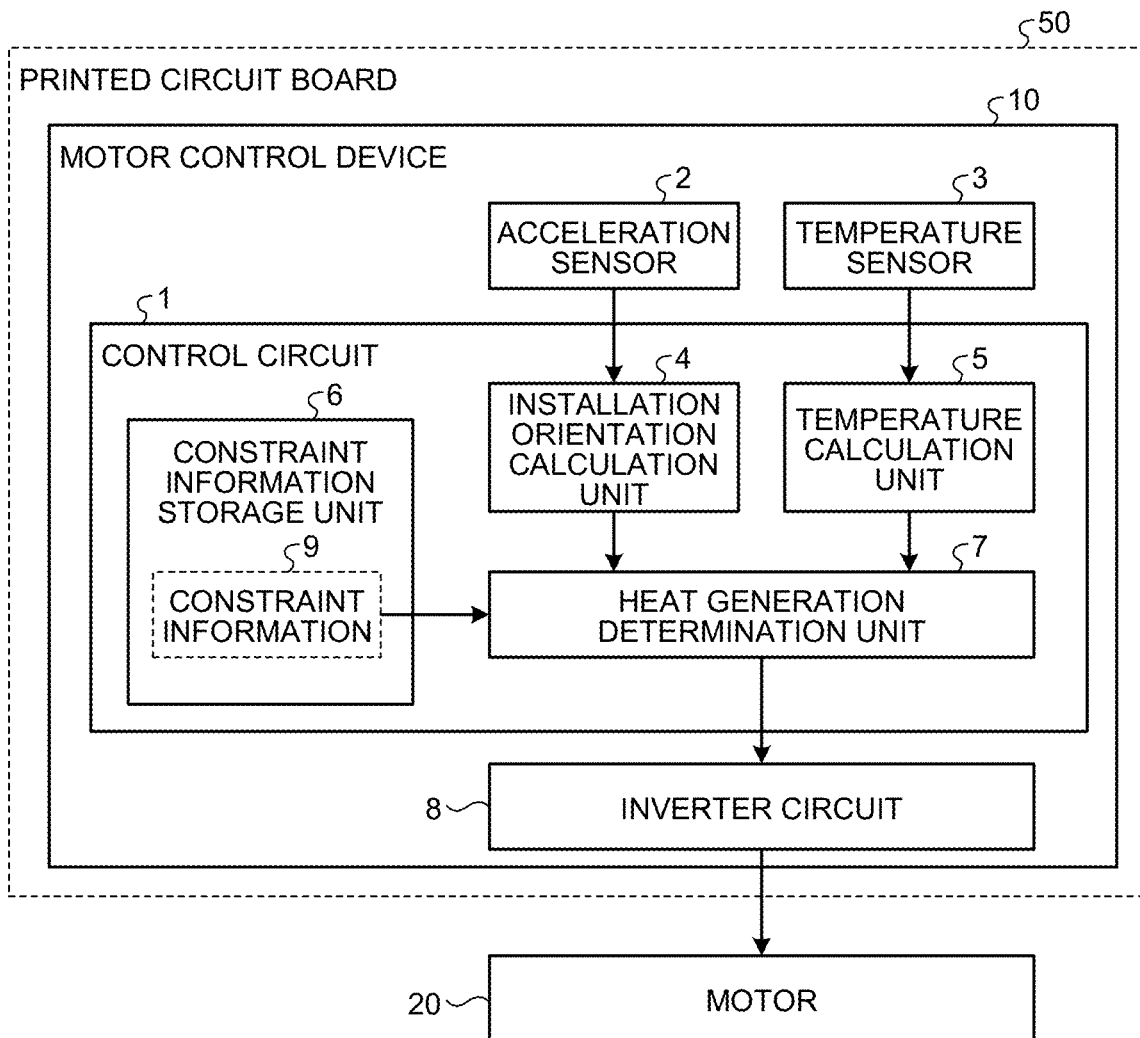 50
PRINTED CIRCUIT BOARD
10
MOTOR CONTROL DEVICE
2
ACCELERATION
SENSOR
3
TEMPERATURE
SENSOR
1
CONTROL CIRCUIT
4
INSTALLATION
ORIENTATION
CALCULATION
UNIT
5
TEMPERATURE
CALCULATION
UNIT
6
CONSTRAINT
INFORMATION
STORAGE UNIT
9
CONSTRAINT
INFORMATION
7
HEAT GENERATION
DETERMINATION UNIT
8
INVERTER CIRCUIT
20
MOTOR